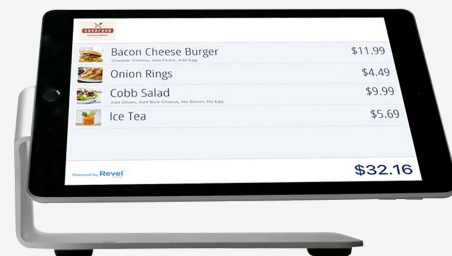 Bacon Cheese Burger $11.99
Cheddar Cheese, Add Pickle, Add Egg
Onion Rings $4.49
Cobb Salad $9.99
Add Olives, Add Blue Cheese, No Bacon, No Egg
Ice Tea $5.69
Powered by Revel $32.16